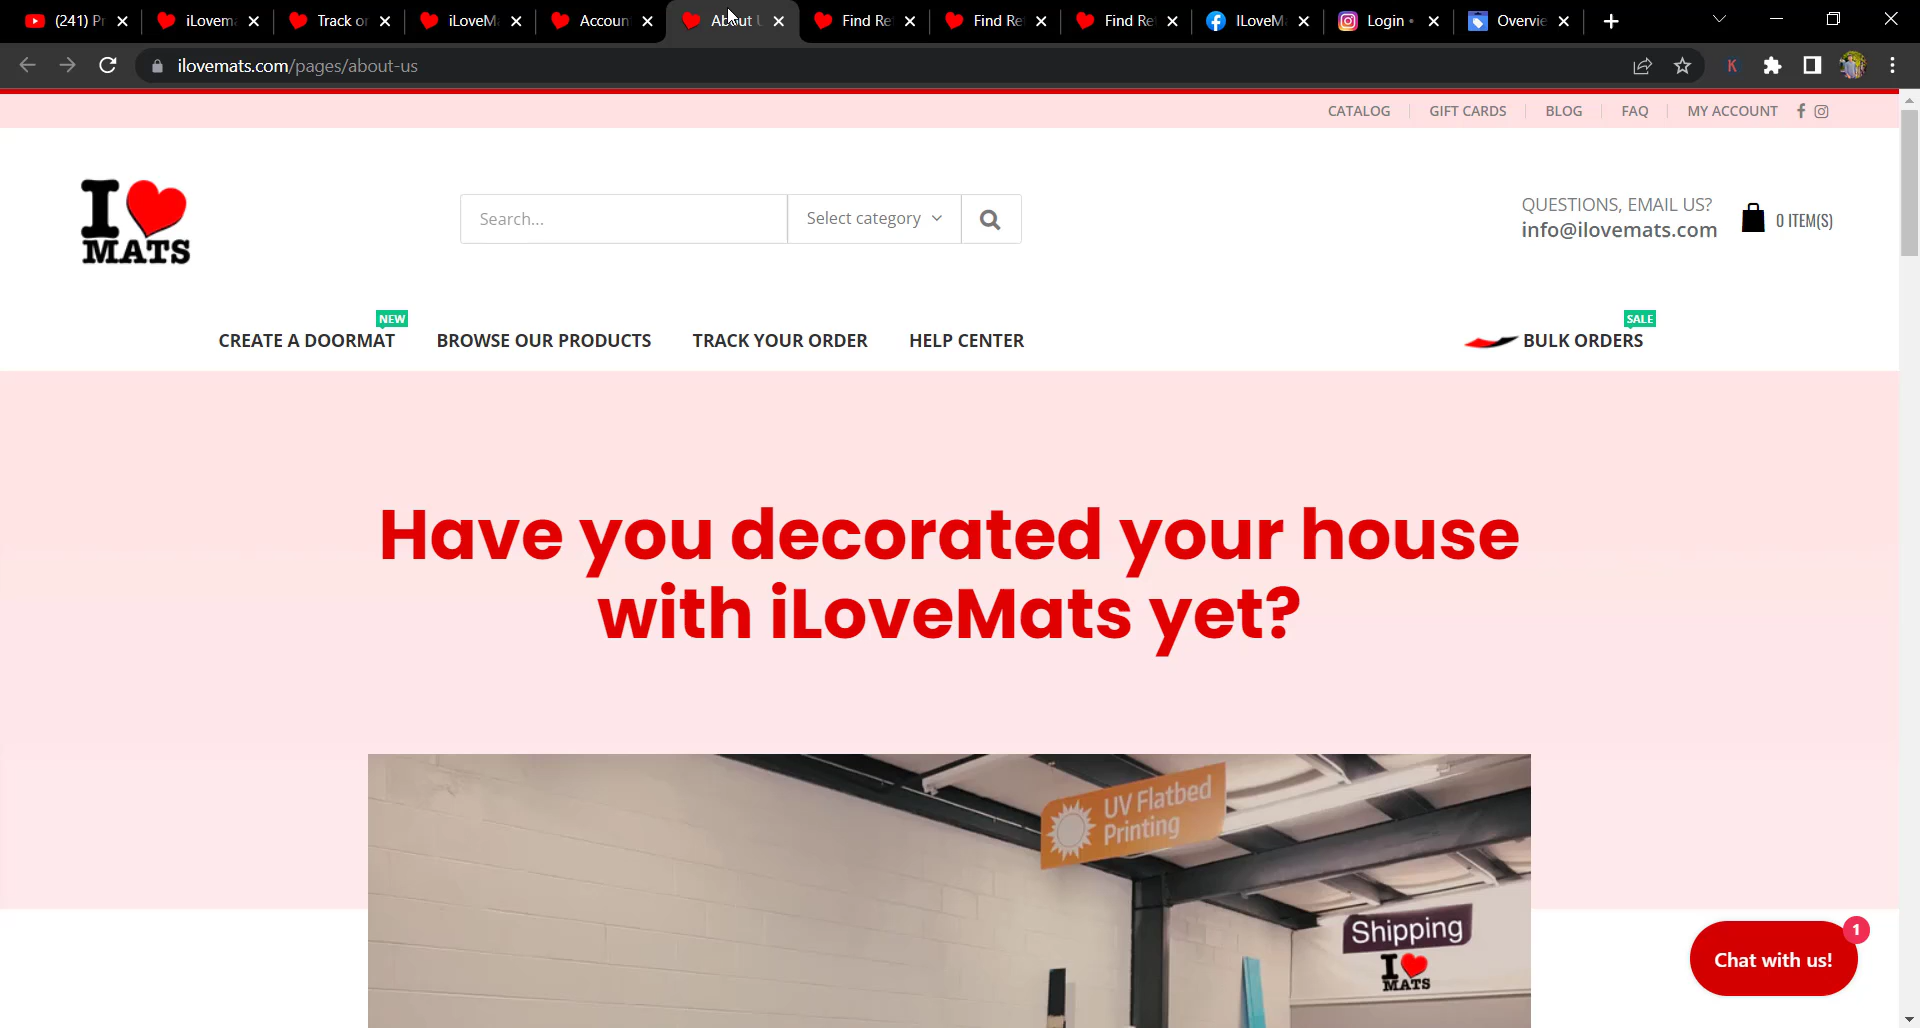 (241) P
iLovem
Track o
iLoveM
Accoun
About U
Find Re
Find Re
Find Re
ILoveM
Login •
Overvie
ilovemats.com/pages/about-us
K
CATALOG
GIFT CARDS
BLOG
FAQ
MY ACCOUNT
I
MATS
Search...
Select category
QUESTIONS, EMAIL US?
info@ilovemats.com
0 ITEM(S)
NEW
SALE
CREATE A DOORMAT
BROWSE OUR PRODUCTS
TRACK YOUR ORDER
HELP CENTER
BULK ORDERS
Have you decorated your house
with iLoveMats yet?
UV Flatbed
Printing
Shipping
I
MATS
1
Chat with us!